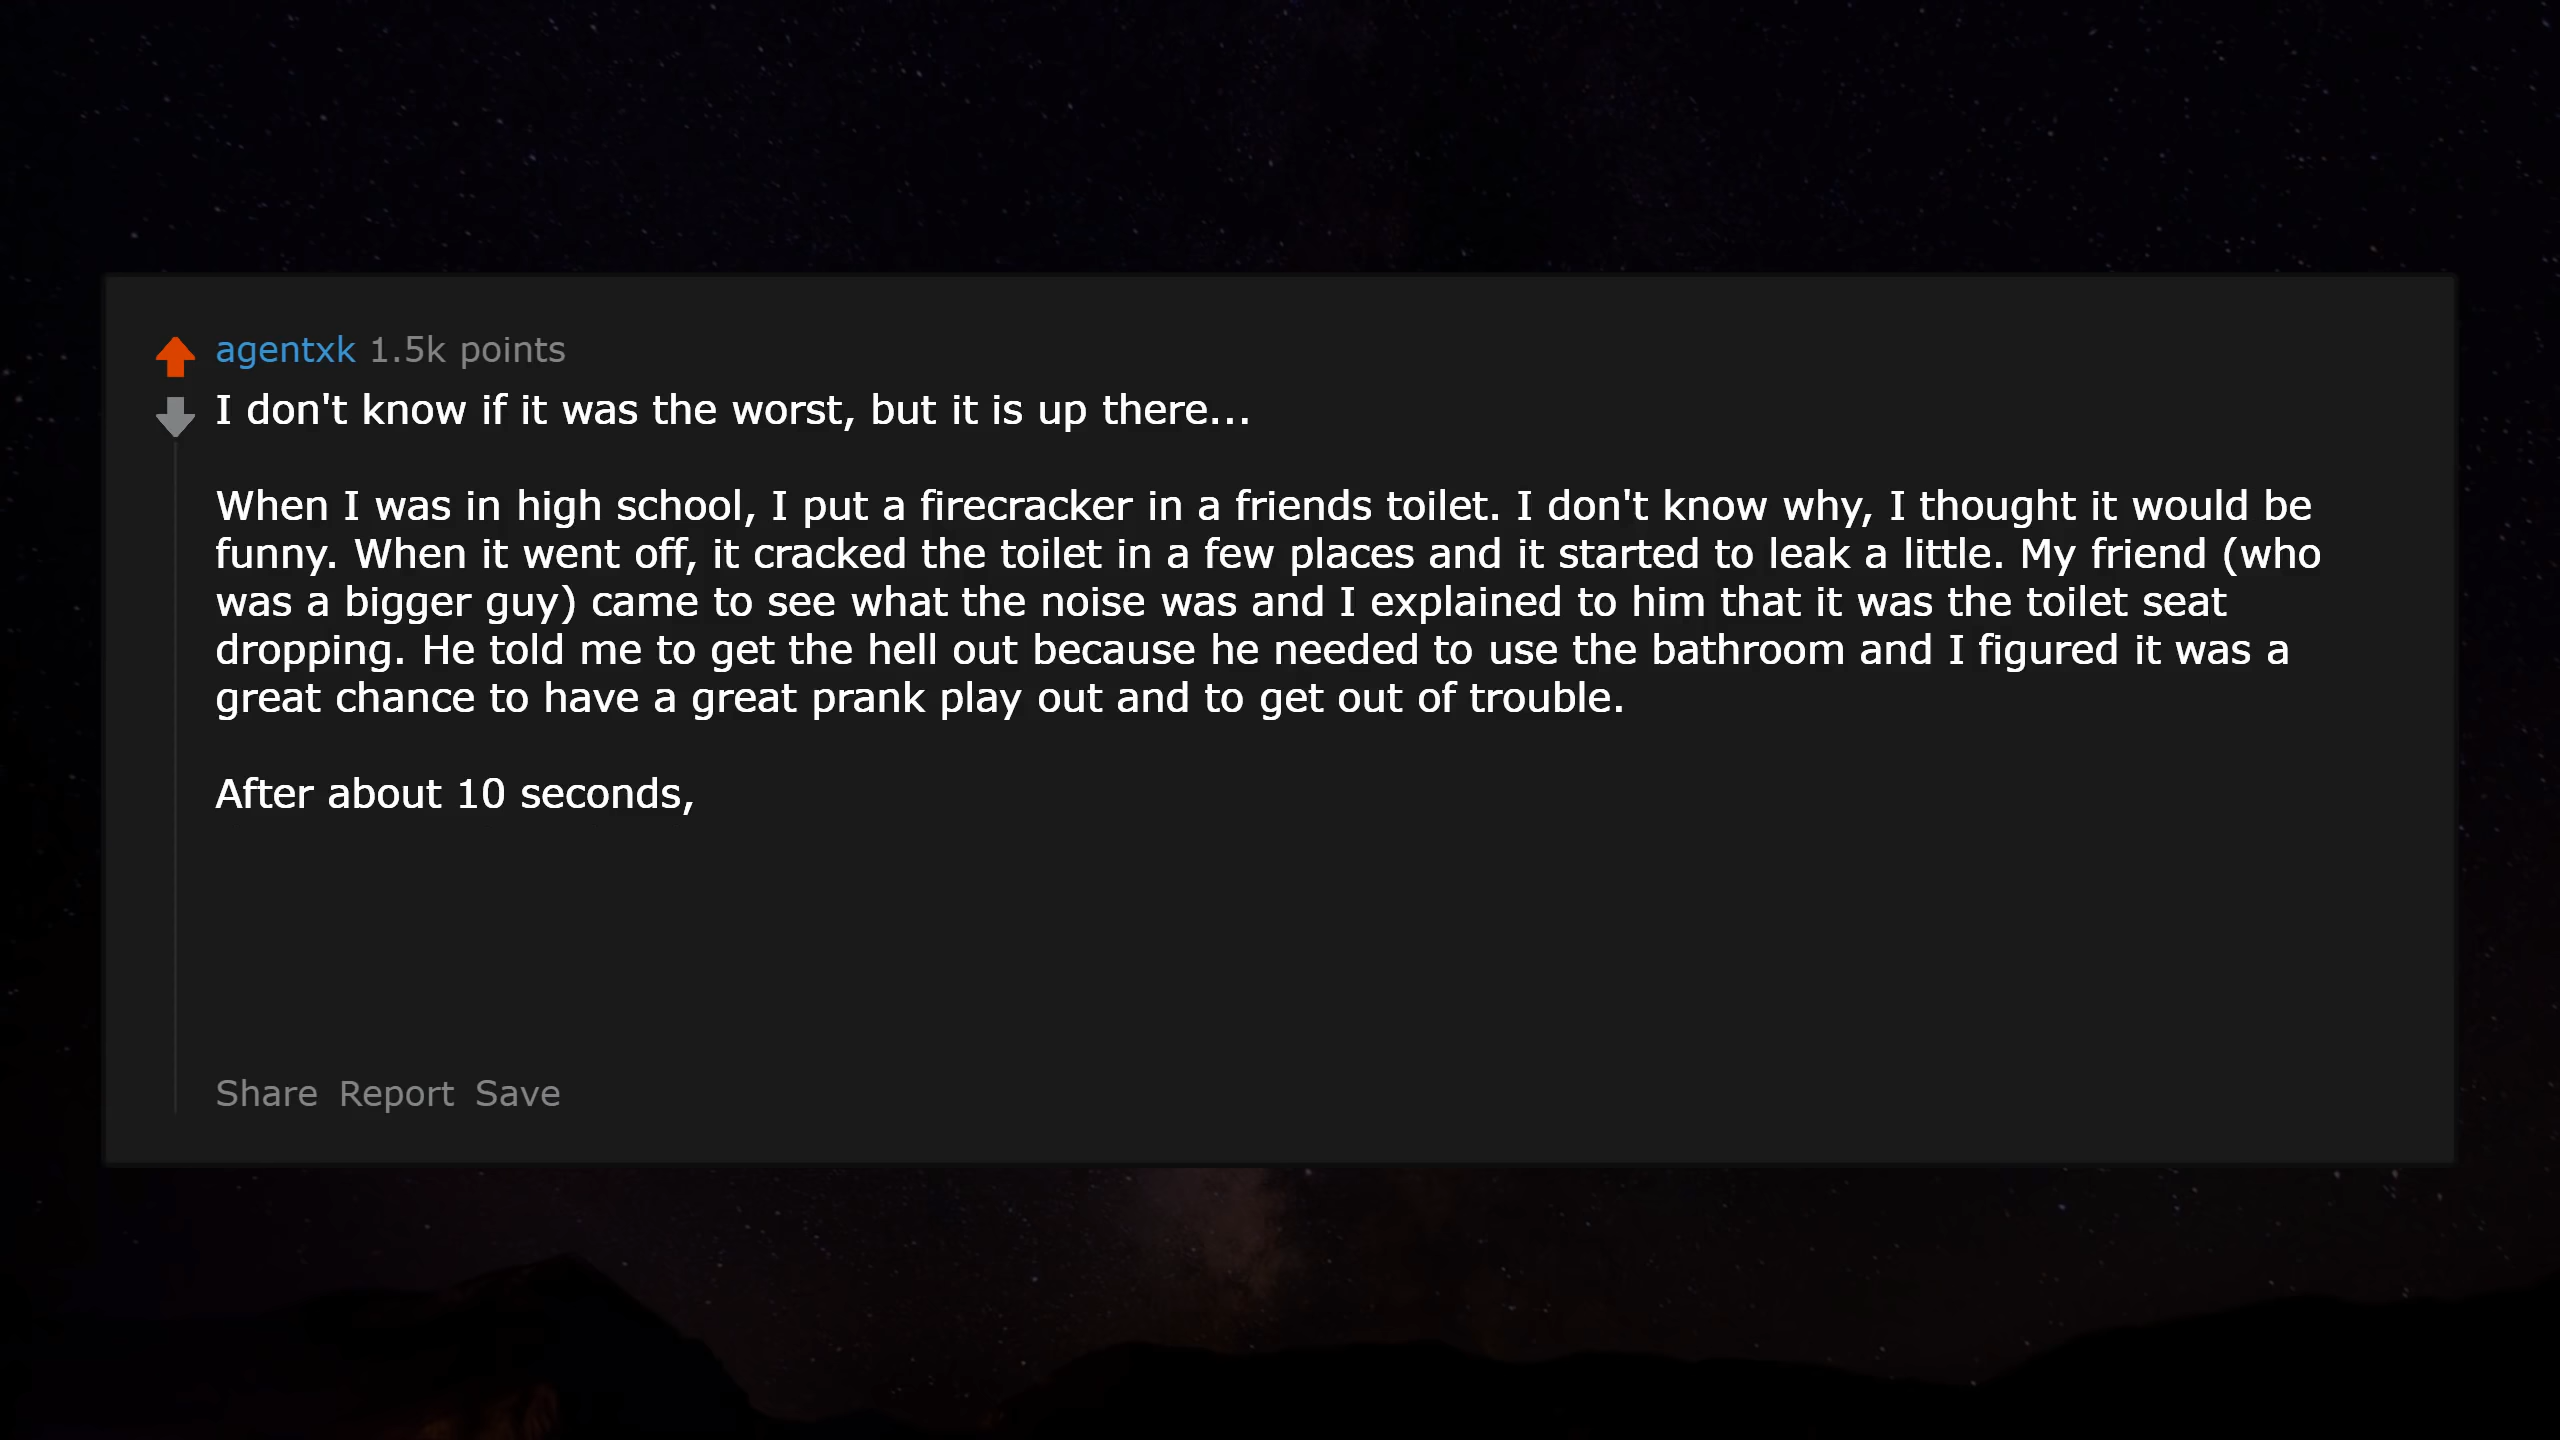 agentxk 1.5k points
I don't know if it was the worst, but it is up there...
When I was in high school, I put a firecracker in a friends toilet. I don't know why, I thought it would be
funny. When it went off, it cracked the toilet in a few places and it started to leak a little. My friend (who
was a bigger guy) came to see what the noise was and I explained to him that it was the toilet seat
dropping. He told me to get the hell out because he needed to use the bathroom and I figured it was a
great chance to have a great prank play out and to get out of trouble.
After about 10 seconds,
Share Report Save